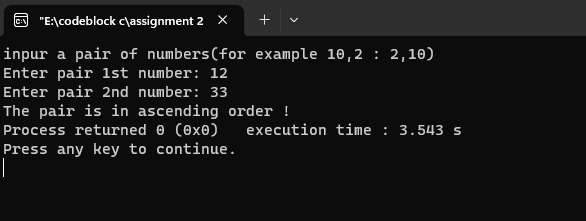 "E:\codeblock c\assignment 2
inpur a pair of numbers(for example 10,2 : 2,10)
Enter pair 1st number: 12
Enter pair 2nd number: 33
The pair is in ascending order !
Process returned 0 (0x0)   execution time : 3.543 s
Press any key to continue.